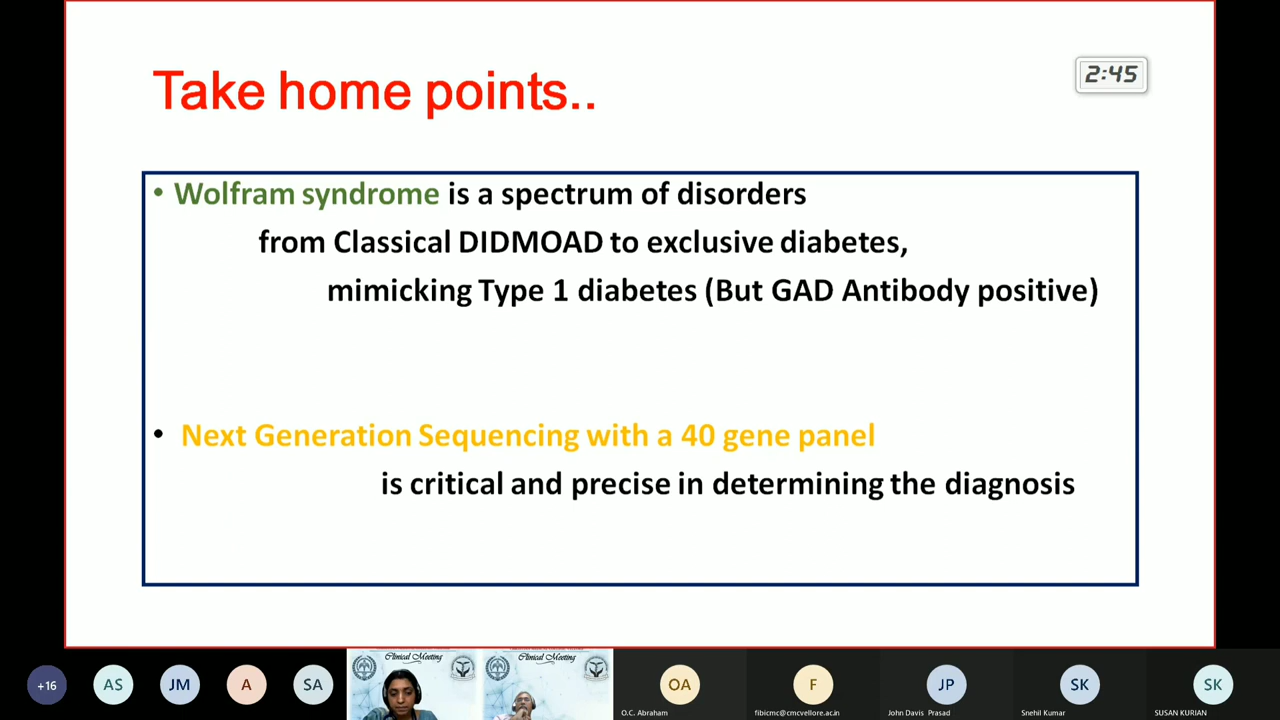 Take home points..
2:45
• Wolfram syndrome is a spectrum of disorders
from Classical DIDMOAD to exclusive diabetes,
mimicking Type 1 diabetes (But GAD Antibody positive)
• Next Generation Sequencing with a 40 gene panel
is critical and precise in determining the diagnosis
+16
AS
JM
A
SA
Clinical Meeting
Clinical Meeting
OA
F
JP
SK
SK
O.C. Abraham
fibicmc@cmcvellore.ac.in
John Davis Prasad
Snehil Kumar
SUSAN KURIAN